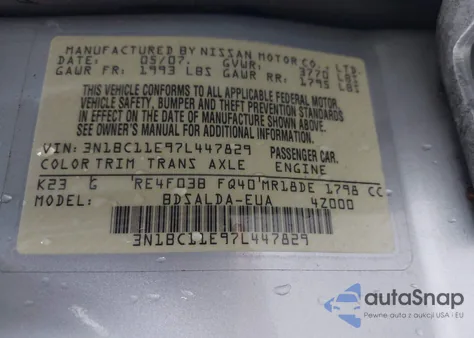 MANUFACTURED BY NISSAN MOTOR CO., LTD.
DATE: 05/07. GVWR: 3770 LBS
GAWR FR: 1993 LBS GAWR RR: 1795 LBS
THIS VEHICLE CONFORMS TO ALL APPLICABLE FEDERAL MOTOR
VEHICLE SAFETY, BUMPER AND THEFT PREVENTION STANDARDS
IN EFFECT ON THE DATE OF MANUFACTURE SHOWN ABOVE.
SEE OWNER'S MANUAL FOR ADDITIONAL INFORMATION.
VIN: 3N1BC11E97L447829 PASSENGER CAR.
COLOR TRIM TRANS AXLE ENGINE
K23 G RE4F03B FQ40 MR18DE 1798 CC
MODEL: BDSALDA-EUA 4Z000
3N1BC11E97L447829
autoSnap
Pewne auta z aukcji USA i EU